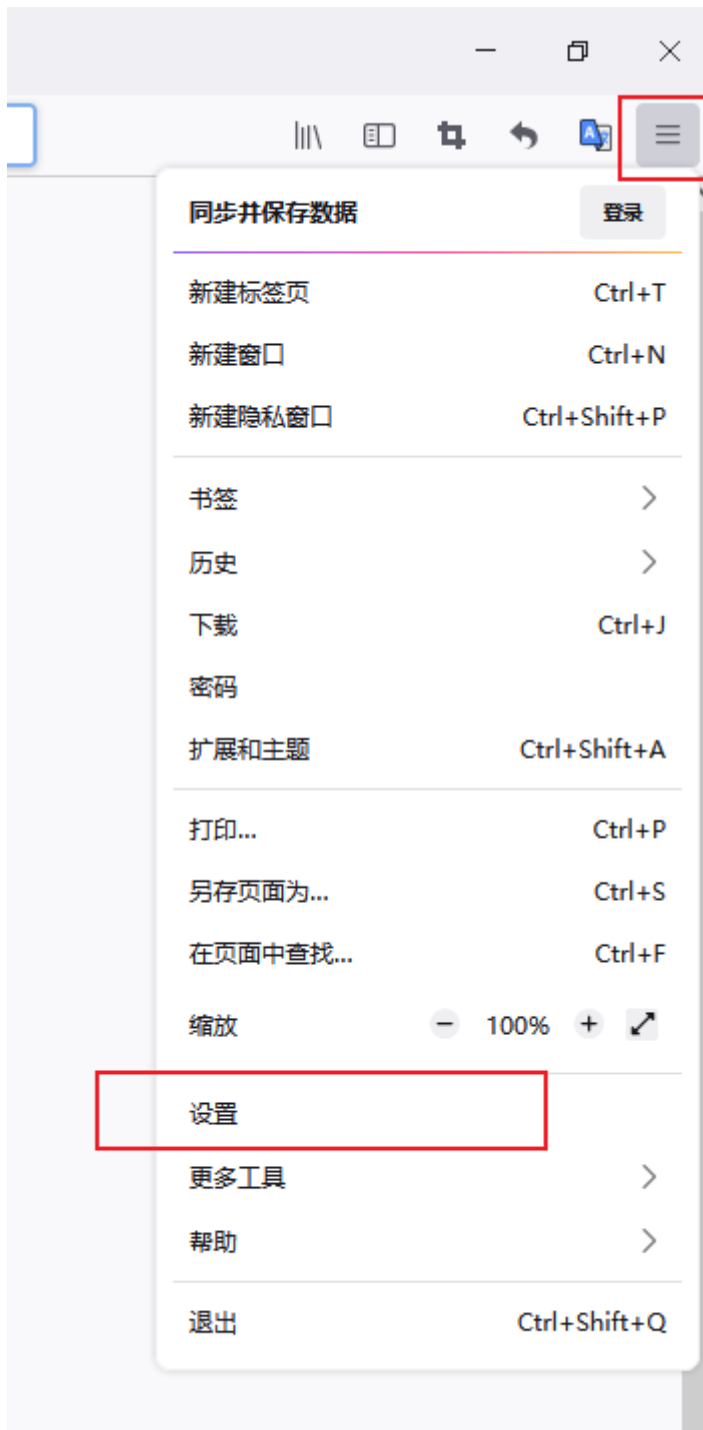 同步并保存数据 登录
新建标签页 Ctrl+T
新建窗口 Ctrl+N
新建隐私窗口 Ctrl+Shift+P
书签
历史
下载 Ctrl+J
密码
扩展和主题 Ctrl+Shift+A
打印... Ctrl+P
另存页面为... Ctrl+S
在页面中查找... Ctrl+F
缩放 − 100% +
设置
更多工具
帮助
退出 Ctrl+Shift+Q